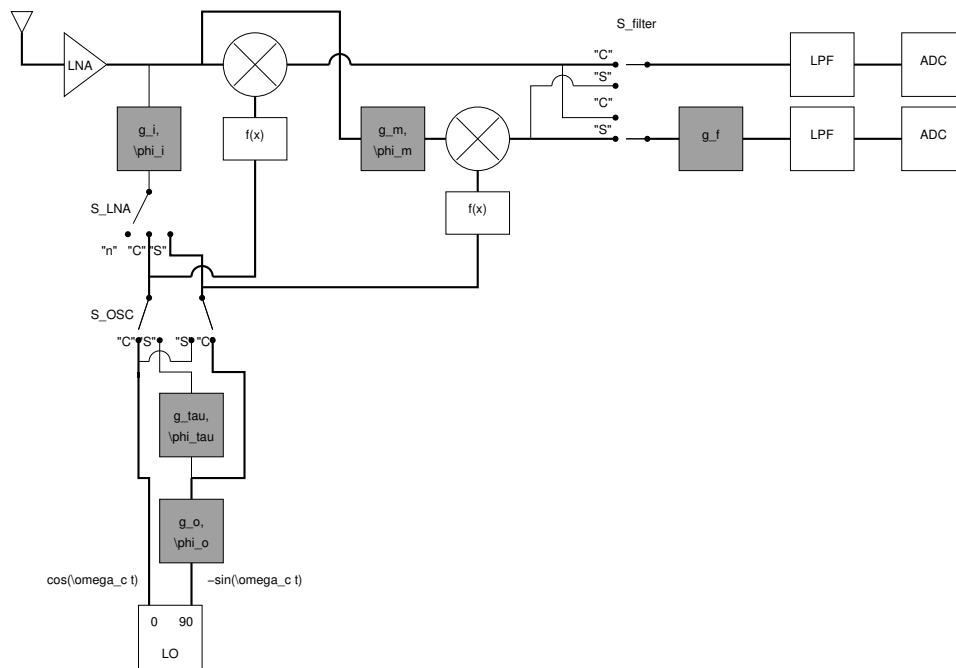 S_filter
"C"
LNA
LPF
ADC
"S"
"C"
g_i,
\phi_i
f(x)
g_m,
\phi_m
"S"
g_f
LPF
ADC
S_LNA
f(x)
"n" "C" "S"
S_OSC
"C" "S" "S" "C
g_tau,
\phi_tau
g_o,
\phi_o
cos(\omega_c t) −sin(\omega_c t)
0 90
LO